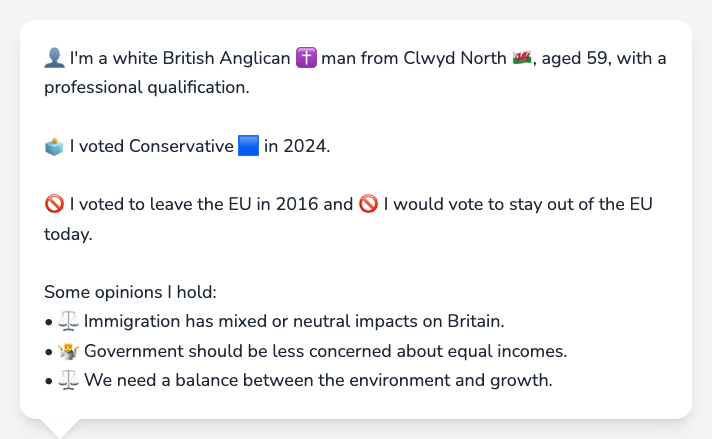 👤 I'm a white British Anglican ✝️ man from Clwyd North 🏴󠁧󠁢󠁷󠁬󠁳󠁿, aged 59, with a
professional qualification.
🗳️ I voted Conservative 🟦 in 2024.
🚫 I voted to leave the EU in 2016 and 🚫 I would vote to stay out of the EU
today.
Some opinions I hold:
• ⚖️ Immigration has mixed or neutral impacts on Britain.
• 🤷 Government should be less concerned about equal incomes.
• ⚖️ We need a balance between the environment and growth.